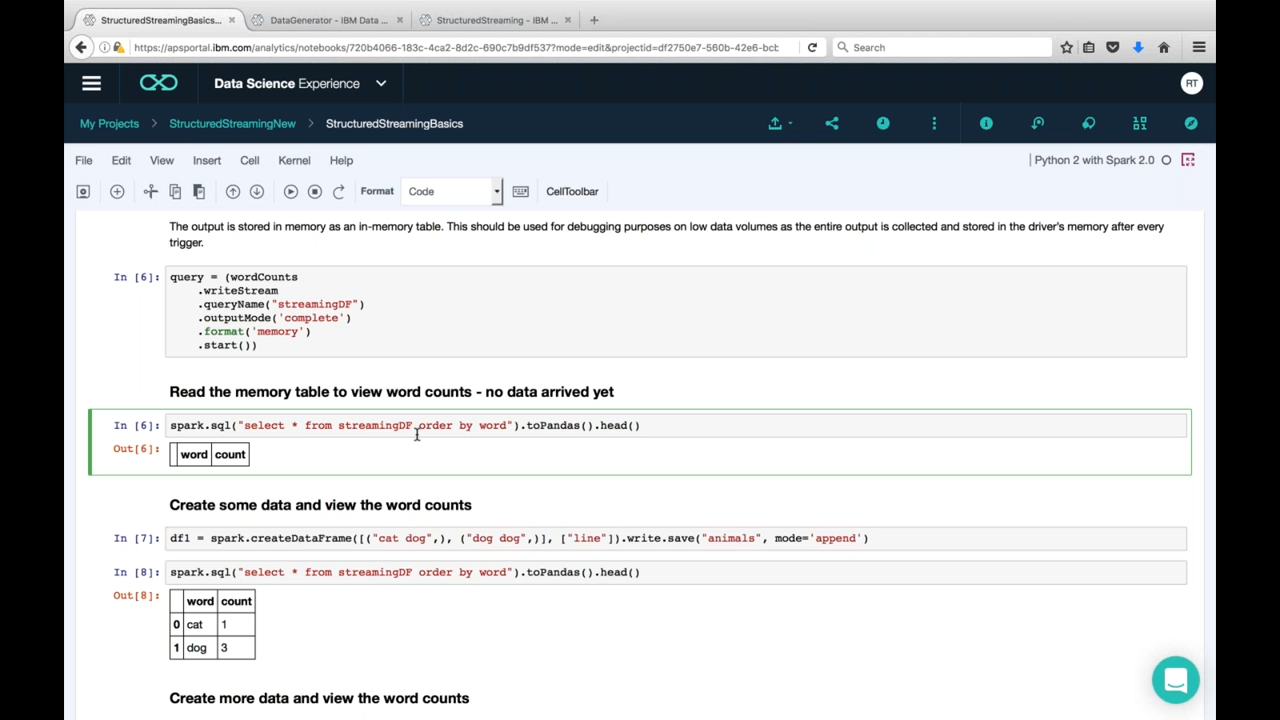 StructuredStreamingBasics... ×
DataGenerator - IBM Data ... ×
StructuredStreaming - IBM ... ×
https://apsportal.ibm.com/analytics/notebooks/720b4066-183c-4ca2-8d2c-690c7b9df537?mode=edit&projectid=df2750e7-560b-42e6-bcb
Search
Data Science Experience
RT
My Projects > StructuredStreamingNew > StructuredStreamingBasics
File Edit View Insert Cell Kernel Help
Python 2 with Spark 2.0
Format Code CellToolbar
The output is stored in memory as an in-memory table. This should be used for debugging purposes on low data volumes as the entire output is collected and stored in the driver's memory after every
trigger.
In [6]: query = (wordCounts
.writeStream
.queryName("streamingDF")
.outputMode('complete')
.format('memory')
.start())
Read the memory table to view word counts - no data arrived yet
In [6]: spark.sql("select * from streamingDF order by word").toPandas().head()
Out[6]: word count
Create some data and view the word counts
In [7]: df1 = spark.createDataFrame([("cat dog",), ("dog dog",)], ["line"]).write.save("animals", mode='append')
In [8]: spark.sql("select * from streamingDF order by word").toPandas().head()
Out[8]: word count
0 cat 1
1 dog 3
Create more data and view the word counts